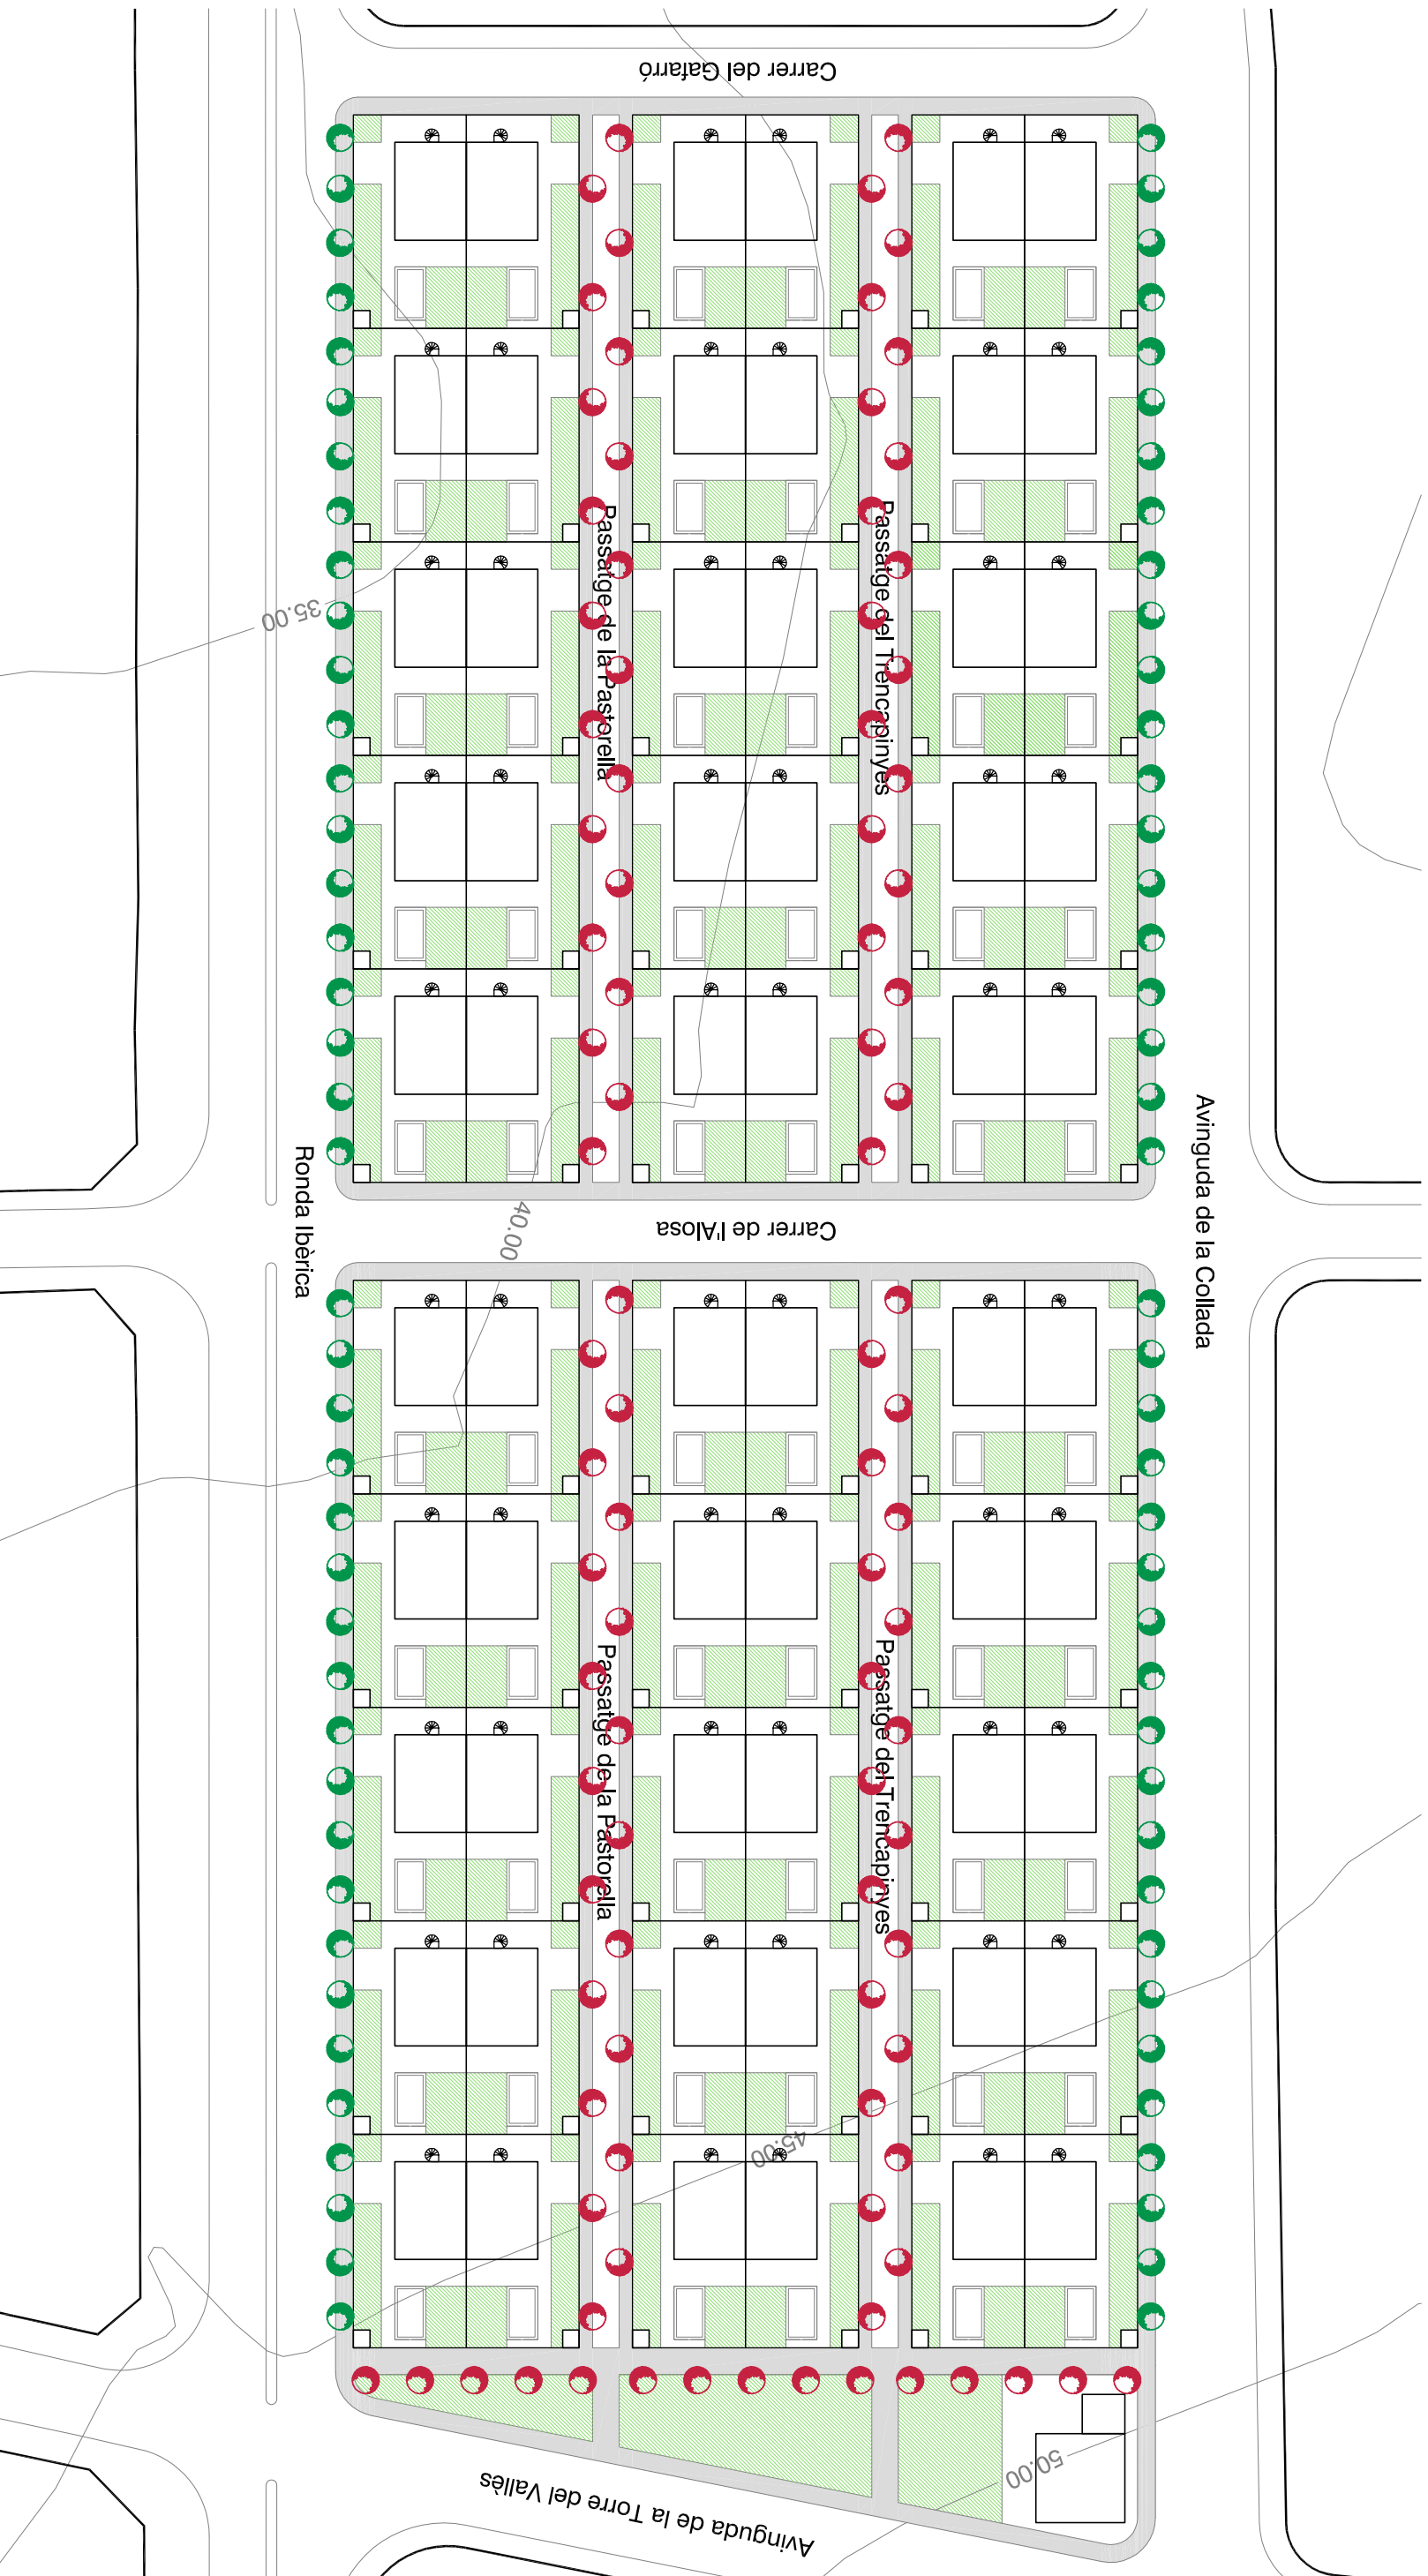 Carrer del Gafarró
Passatge de la Pastorella
Passatge del Trencapinyes
35.00
Ronda Ibèrica
Avinguda de la Collada
40.00
Carrer de l'Alosa
Passatge de la Pastorella
Passatge del Trencapinyes
45.00
50.00
Avinguda de la Torre del Vallès